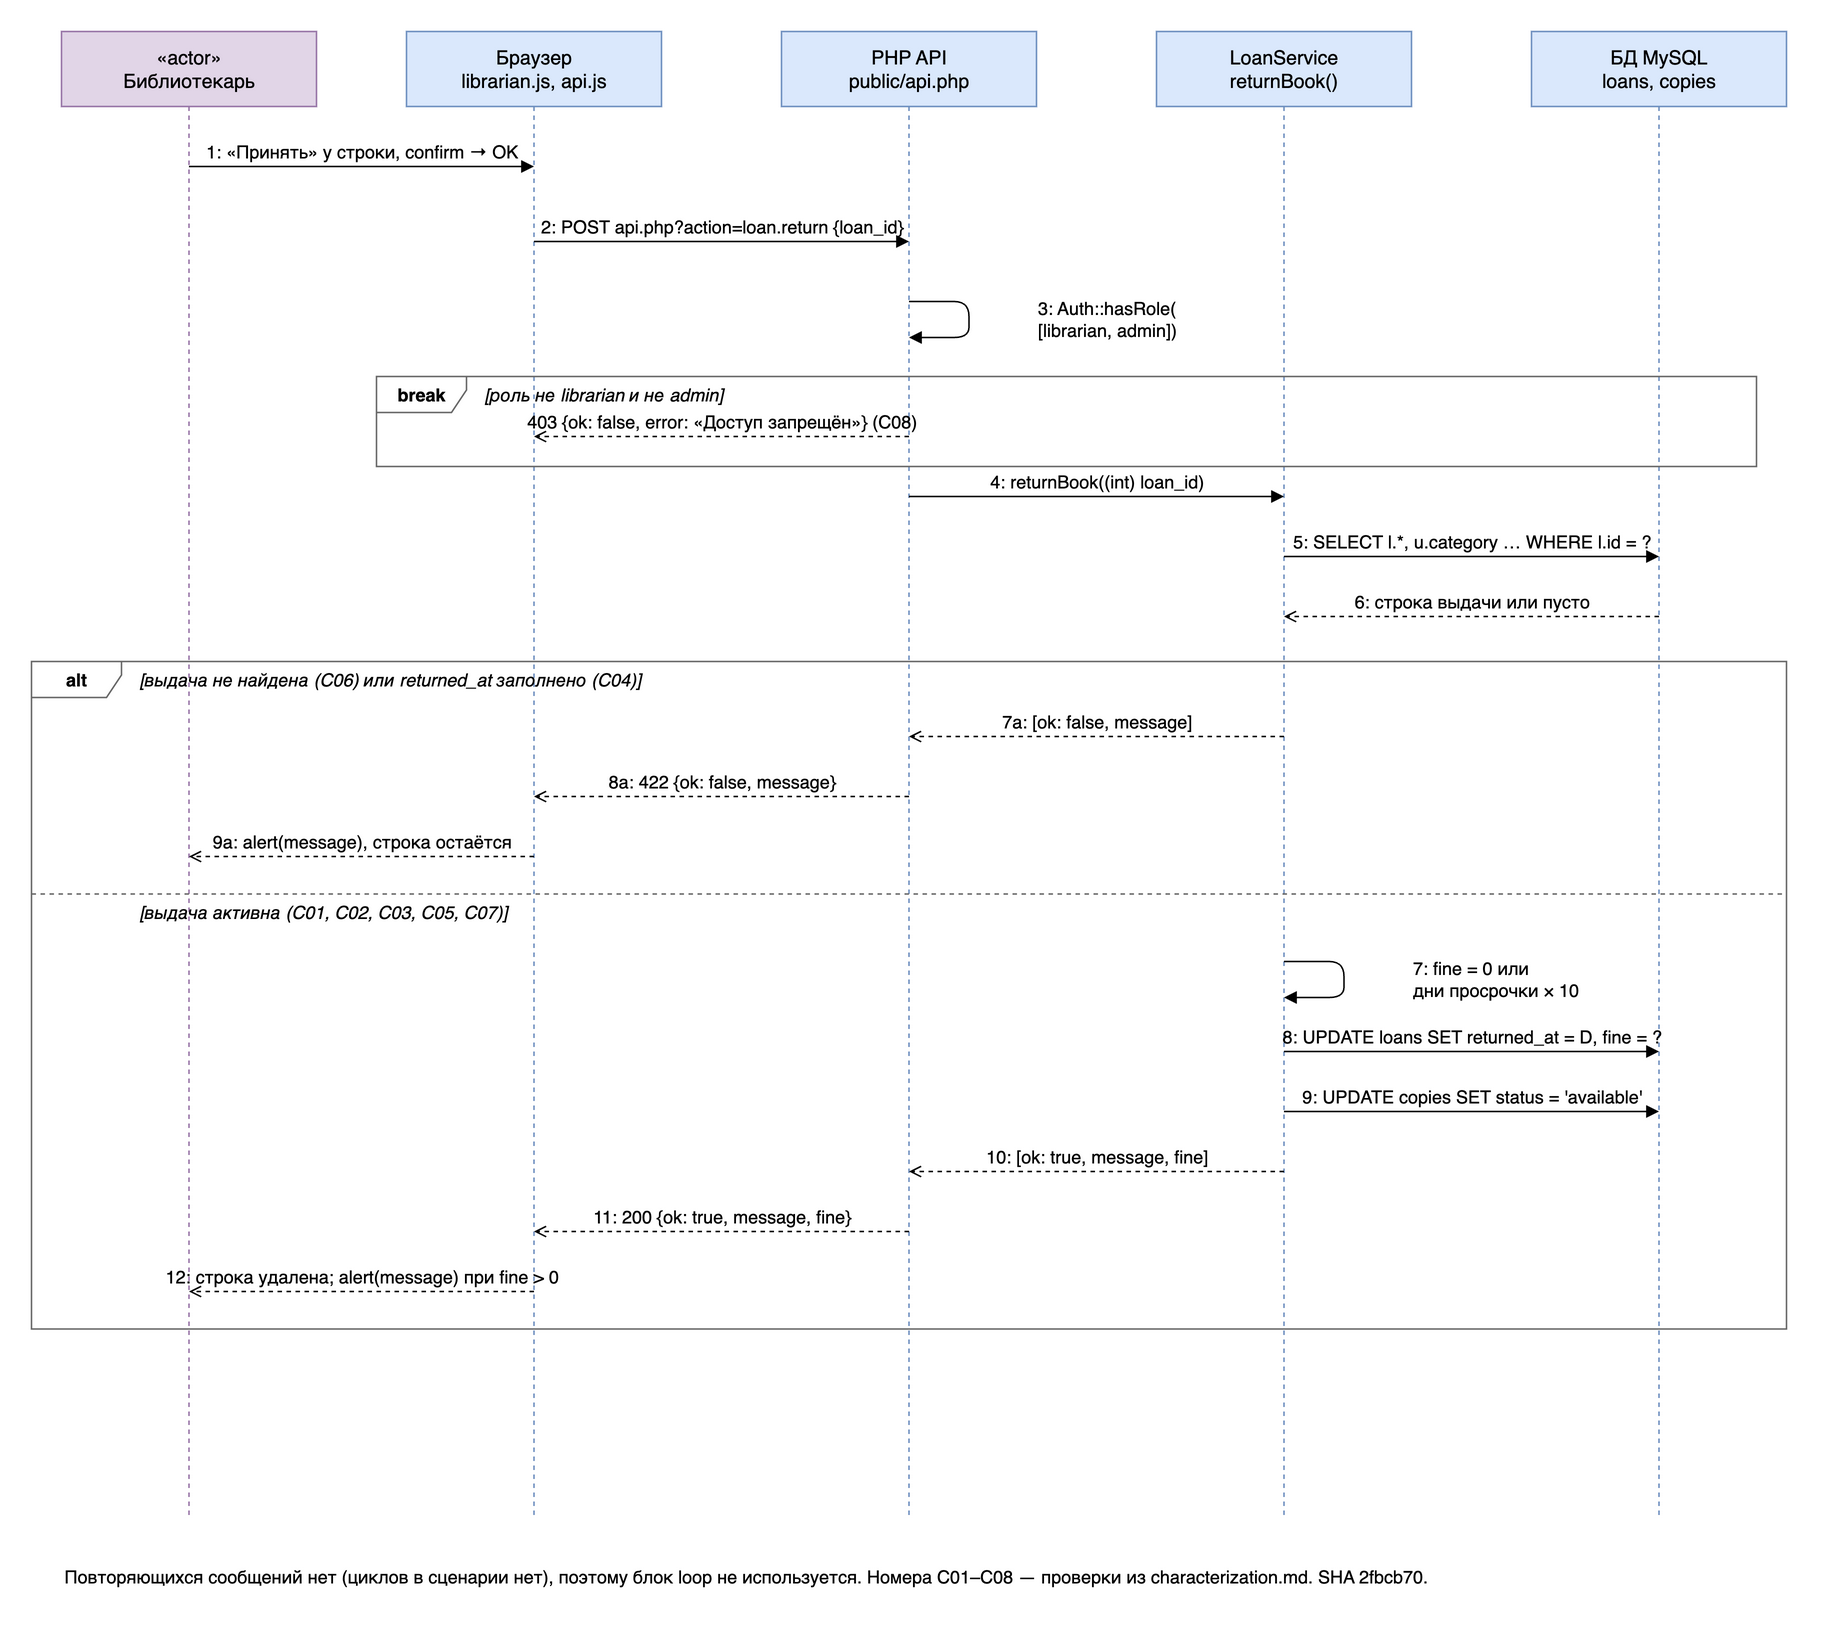 «actor»
Библиотекарь
Браузер
librarian.js, api.js
PHP API
public/api.php
LoanService
returnBook()
БД MySQL
loans, copies
1: «Принять» у строки, confirm → OK
2: POST api.php?action=loan.return {loan_id}
3: Auth::hasRole(
[librarian, admin])
break
[роль не librarian и не admin]
403 {ok: false, error: «Доступ запрещён»} (C08)
4: returnBook((int) loan_id)
5: SELECT l.*, u.category … WHERE l.id = ?
6: строка выдачи или пусто
alt
[выдача не найдена (C06) или returned_at заполнено (C04)]
7a: [ok: false, message]
8a: 422 {ok: false, message}
9a: alert(message), строка остаётся
[выдача активна (C01, C02, C03, C05, C07)]
7: fine = 0 или
дни просрочки × 10
8: UPDATE loans SET returned_at = D, fine = ?
9: UPDATE copies SET status = 'available'
10: [ok: true, message, fine]
11: 200 {ok: true, message, fine}
12: строка удалена; alert(message) при fine > 0
Повторяющихся сообщений нет (циклов в сценарии нет), поэтому блок loop не используется. Номера C01–C08 — проверки из characterization.md. SHA 2fbcb70.